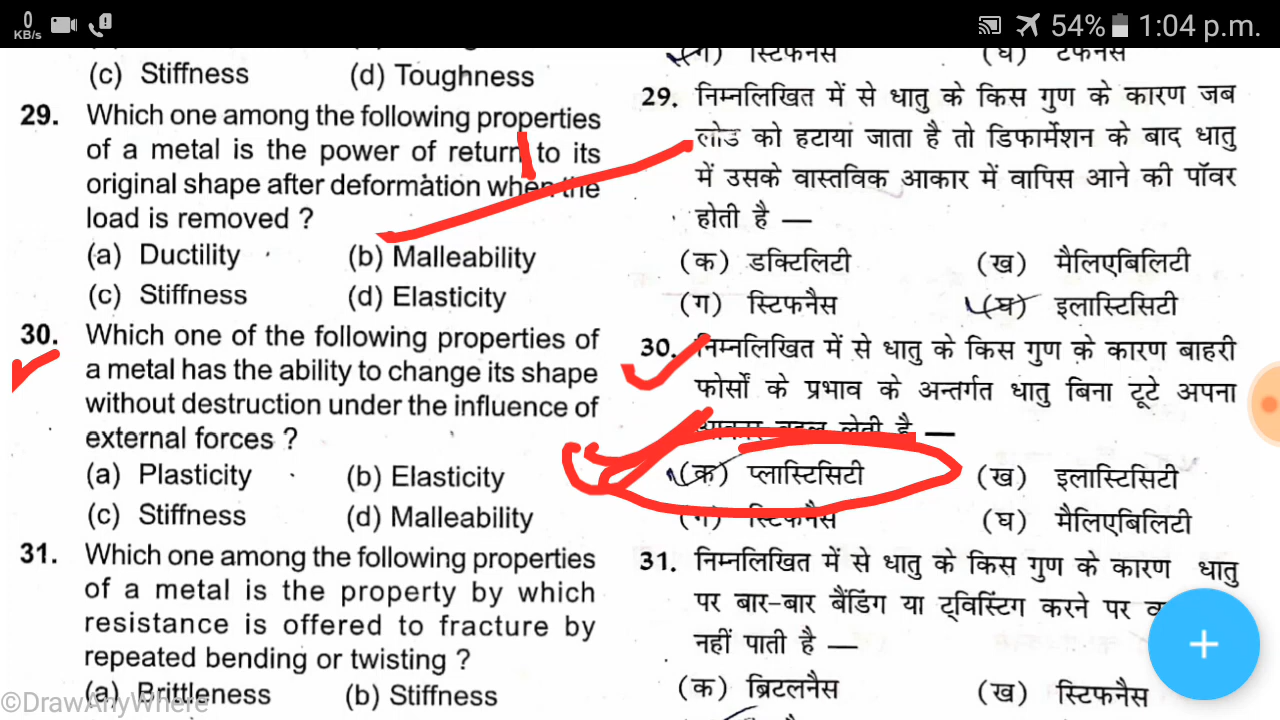 0
KB/s
54% 1:04 p.m.
(c) Stiffness (d) Toughness
29. Which one among the following properties
of a metal is the power of return to its
original shape after deformation when the
load is removed ?
(a) Ductility (b) Malleability
(c) Stiffness (d) Elasticity
30. Which one of the following properties of
a metal has the ability to change its shape
without destruction under the influence of
external forces ?
(a) Plasticity (b) Elasticity
(c) Stiffness (d) Malleability
31. Which one among the following properties
of a metal is the property by which
resistance is offered to fracture by
repeated bending or twisting ?
(a) Brittleness (b) Stiffness
(ग) स्टिफनैस (घ) टफनैस
29. निम्नलिखित में से धातु के किस गुण के कारण जब
लोड को हटाया जाता है तो डिफार्मेशन के बाद धातु
में उसके वास्तविक आकार में वापिस आने की पॉवर
होती है —
(क) डक्टिलिटी (ख) मैलिएबिलिटी
(ग) स्टिफनैस (घ) इलास्टिसिटी
30. निम्नलिखित में से धातु के किस गुण के कारण बाहरी
फोर्सों के प्रभाव के अन्तर्गत धातु बिना टूटे अपना
आकार बदल लेती है —
(क) प्लास्टिसिटी (ख) इलास्टिसिटी
(ग) स्टिफनैस (घ) मैलिएबिलिटी
31. निम्नलिखित में से धातु के किस गुण के कारण धातु
पर बार-बार बैंडिंग या ट्विस्टिंग करने पर
नहीं पाती है —
(क) ब्रिटलनैस (ख) स्टिफनैस
©DrawAnyWhere